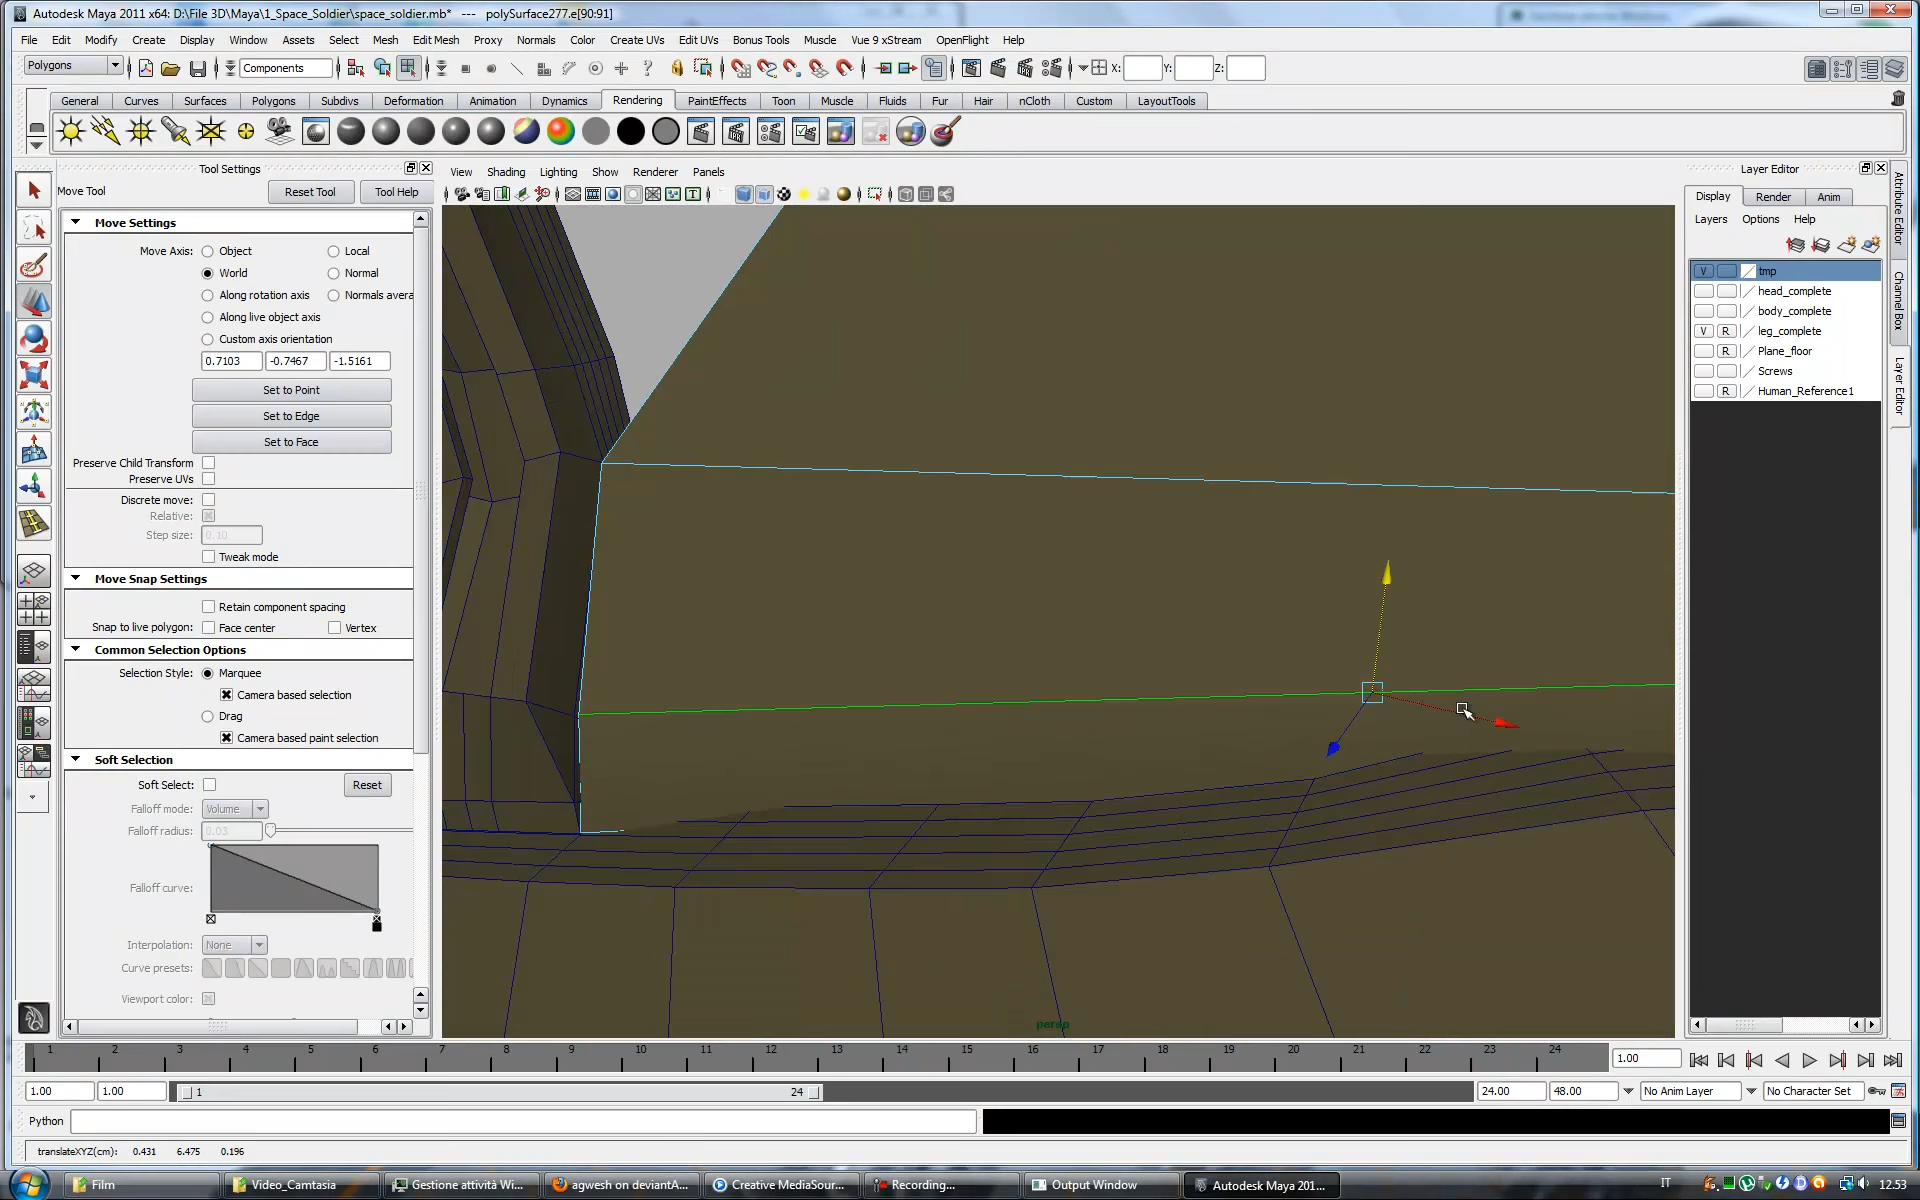 Autodesk Maya 2011 x64: D:\File 3D\Maya\1_Space_Soldier\space_soldier.mb* --- polySurface277.e[90:91]
File Edit Modify Create Display Window Assets Select Mesh Edit Mesh Proxy Normals Color Create UVs Edit UVs Bonus Tools Muscle Vue 9 xStream OpenFlight Help
Polygons Components X: Y: Z:
General Curves Surfaces Polygons Subdivs Deformation Animation Dynamics Rendering PaintEffects Toon Muscle Fluids Fur Hair nCloth Custom LayoutTools
Tool Settings
Move Tool Reset Tool Tool Help
Move Settings
Move Axis: Object Local
World Normal
Along rotation axis Normals avera
Along live object axis
Custom axis orientation
0.7103 -0.7467 -1.5161
Set to Point
Set to Edge
Set to Face
Preserve Child Transform
Preserve UVs
Discrete move:
Relative:
Step size: 0.10
Tweak mode
Move Snap Settings
Retain component spacing
Snap to live polygon: Face center Vertex
Common Selection Options
Selection Style: Marquee
Camera based selection
Drag
Camera based paint selection
Soft Selection
Soft Select: Reset
Falloff mode: Volume
Falloff radius: 0.03
Falloff curve:
Interpolation: None
Curve presets:
Viewport color:
View Shading Lighting Show Renderer Panels
persp
Layer Editor
Display Render Anim
Layers Options Help
V tmp
head_complete
body_complete
V R leg_complete
R Plane_floor
Screws
R Human_Reference1
Attribute Editor
Channel Box
Layer Editor
1 2 3 4 5 6 7 8 9 10 11 12 13 14 15 16 17 18 19 20 21 22 23 24 1.00
1.00 1.00 1 24 24.00 48.00 No Anim Layer No Character Set
Python
translateXYZ(cm): 0.431 6.475 0.196
Film Video_Camtasia Gestione attività Wi... agwesh on deviantA... Creative MediaSour... Recording... Output Window Autodesk Maya 201... IT 12.53